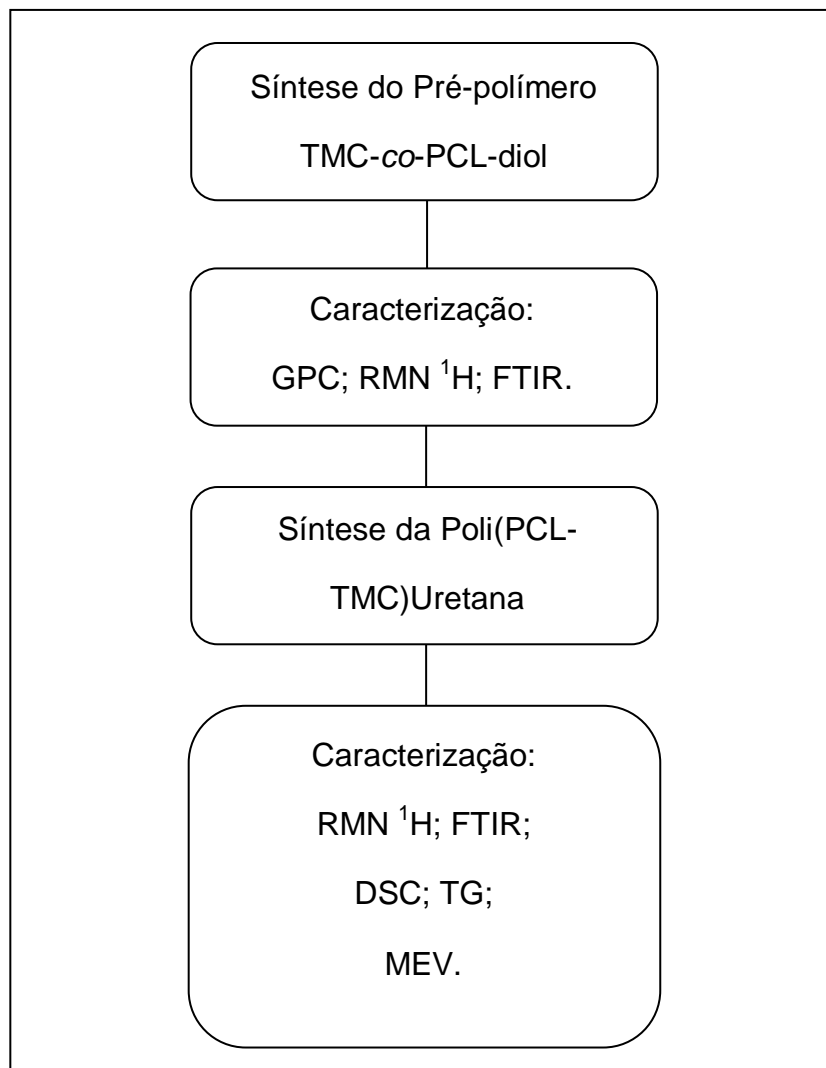 Síntese do Pré-polímero
TMC-co-PCL-diol
Caracterização:
GPC; RMN ¹H; FTIR.
Síntese da Poli(PCL-
TMC)Uretana
Caracterização:
RMN ¹H; FTIR;
DSC; TG;
MEV.